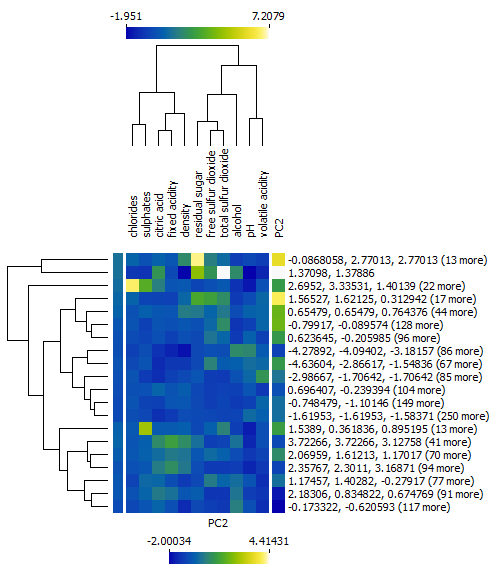 -1.951 7.2079
chlorides
sulphates
citric acid
fixed acidity
density
residual sugar
free sulfur dioxide
total sulfur dioxide
alcohol
pH
volatile acidity
PC2
-0.0868058, 2.77013, 2.77013 (13 more)
1.37098, 1.37886
2.6952, 3.33531, 1.40139 (22 more)
1.56527, 1.62125, 0.312942 (17 more)
0.65479, 0.65479, 0.764376 (44 more)
-0.79917, -0.089574 (128 more)
0.623645, -0.205985 (96 more)
-4.27892, -4.09402, -3.18157 (86 more)
-4.63604, -2.86617, -1.54836 (67 more)
-2.98667, -1.70642, -1.70642 (85 more)
0.696407, -0.239394 (104 more)
-0.748479, -1.10146 (149 more)
-1.61953, -1.61953, -1.58371 (250 more)
1.5389, 0.361836, 0.895195 (13 more)
3.72266, 3.72266, 3.12758 (41 more)
2.06959, 1.61213, 1.17017 (70 more)
2.35767, 2.3011, 3.16871 (94 more)
1.17457, 1.40282, -0.27917 (77 more)
2.18306, 0.834822, 0.674769 (91 more)
-0.173322, -0.620593 (117 more)
PC2
-2.00034 4.41431